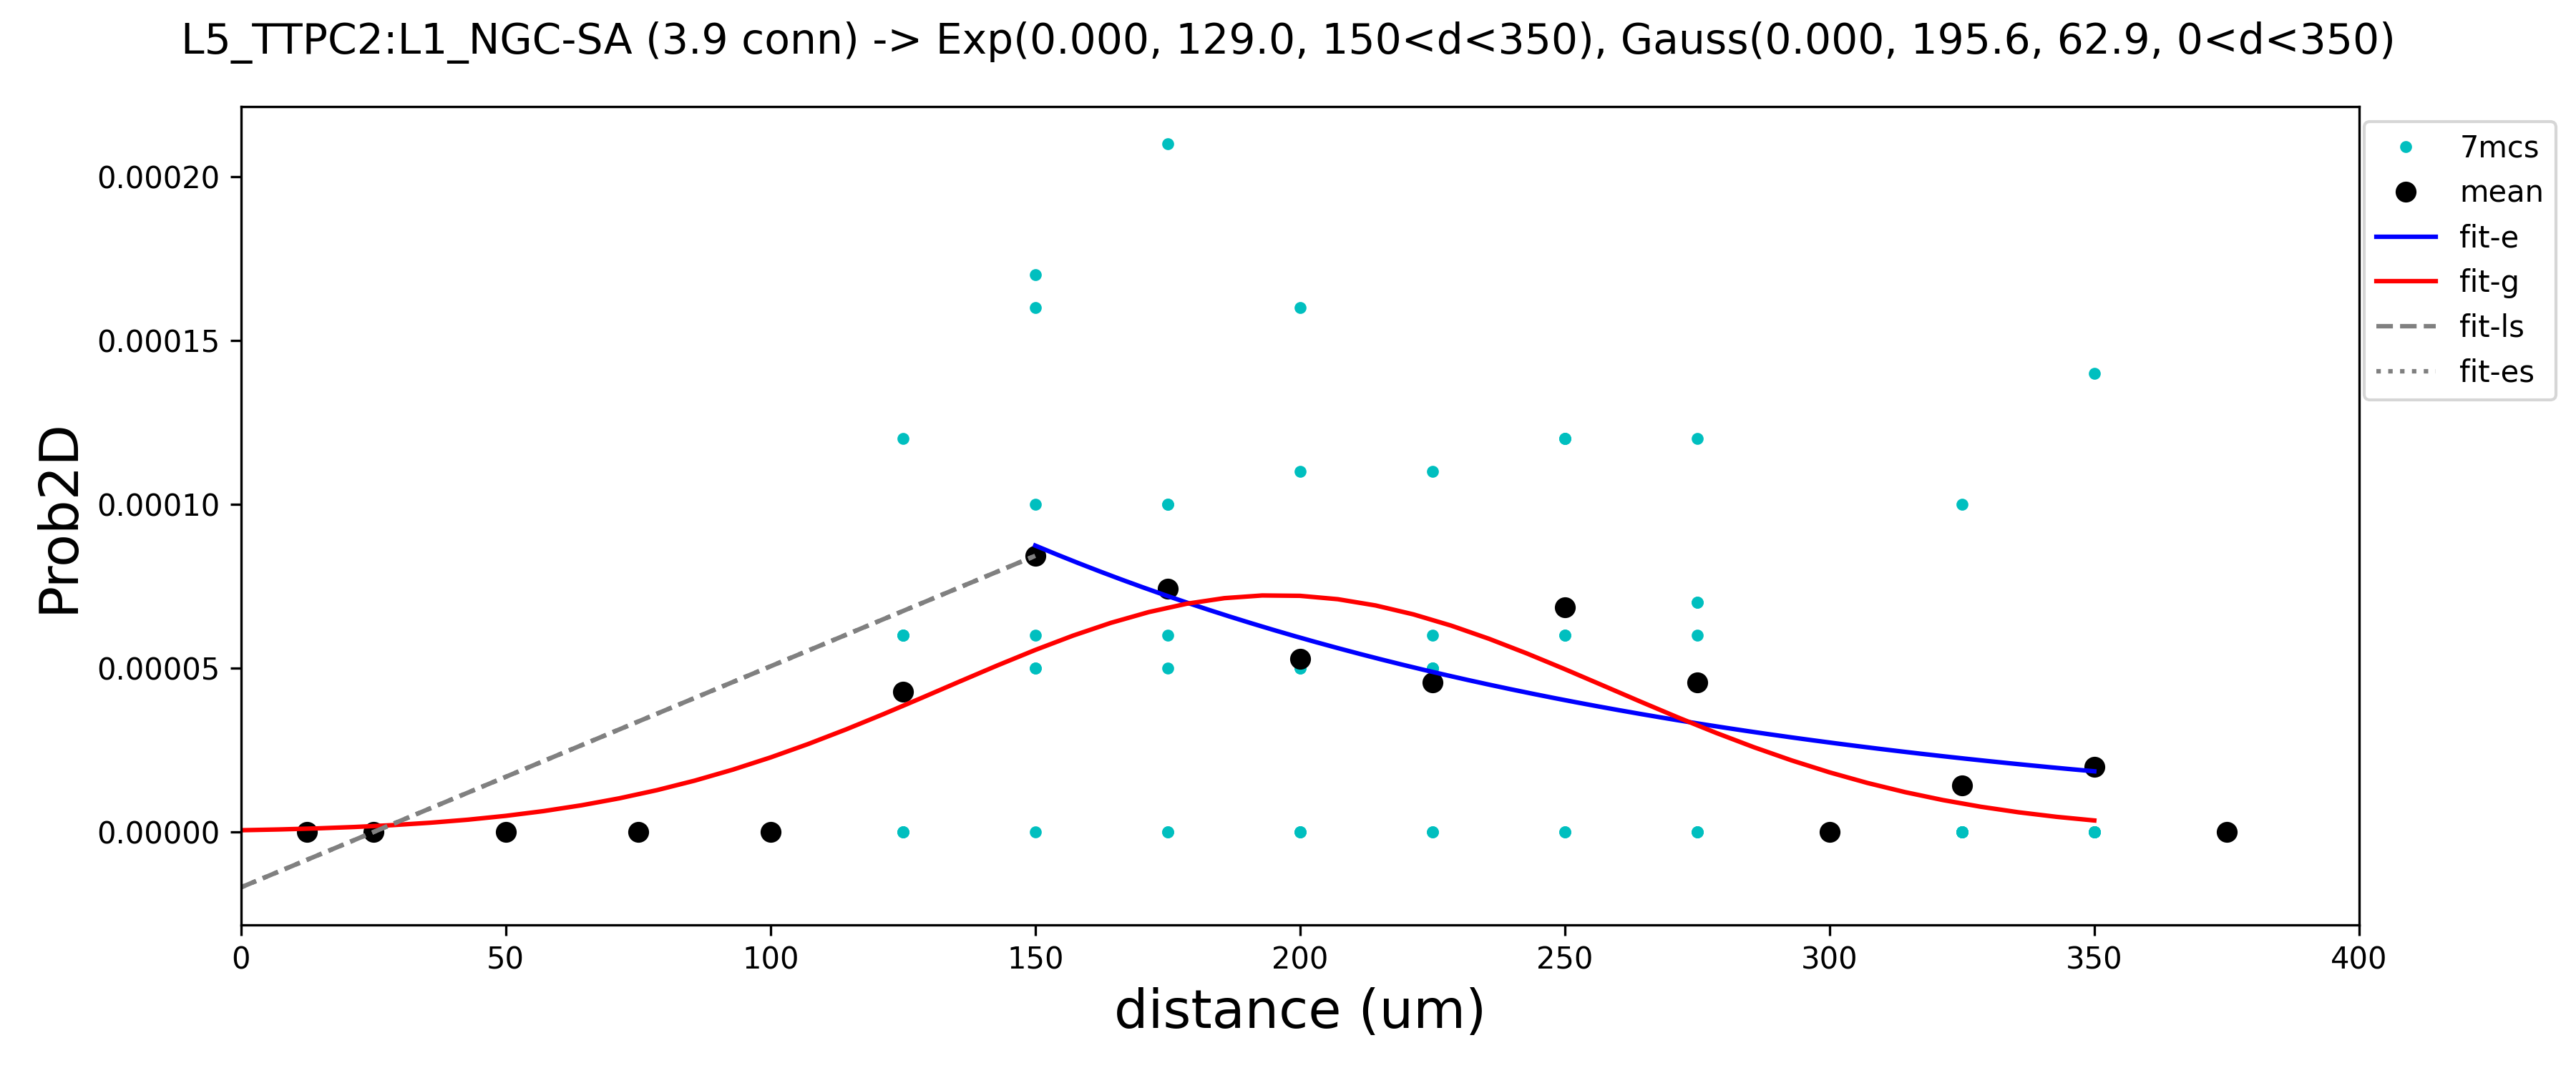 L5_TTPC2:L1_NGC-SA (3.9 conn) -> Exp(0.000, 129.0, 150<d<350), Gauss(0.000, 195.6, 62.9, 0<d<350)
7mcs
mean
fit-e
fit-g
fit-ls
fit-es
Prob2D
0.00020
0.00015
0.00010
0.00005
0.00000
0 50 100 150 200 250 300 350 400
distance (um)